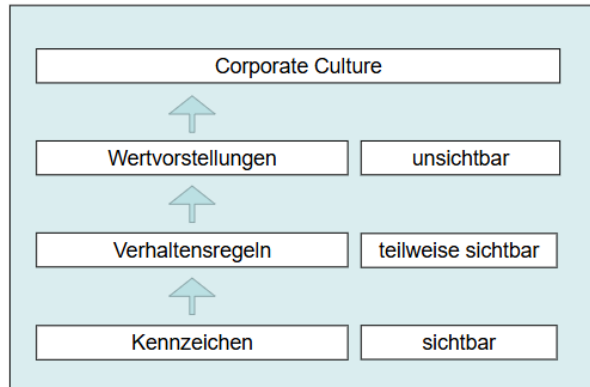 Corporate Culture
Wertvorstellungen unsichtbar
Verhaltensregeln teilweise sichtbar
Kennzeichen sichtbar